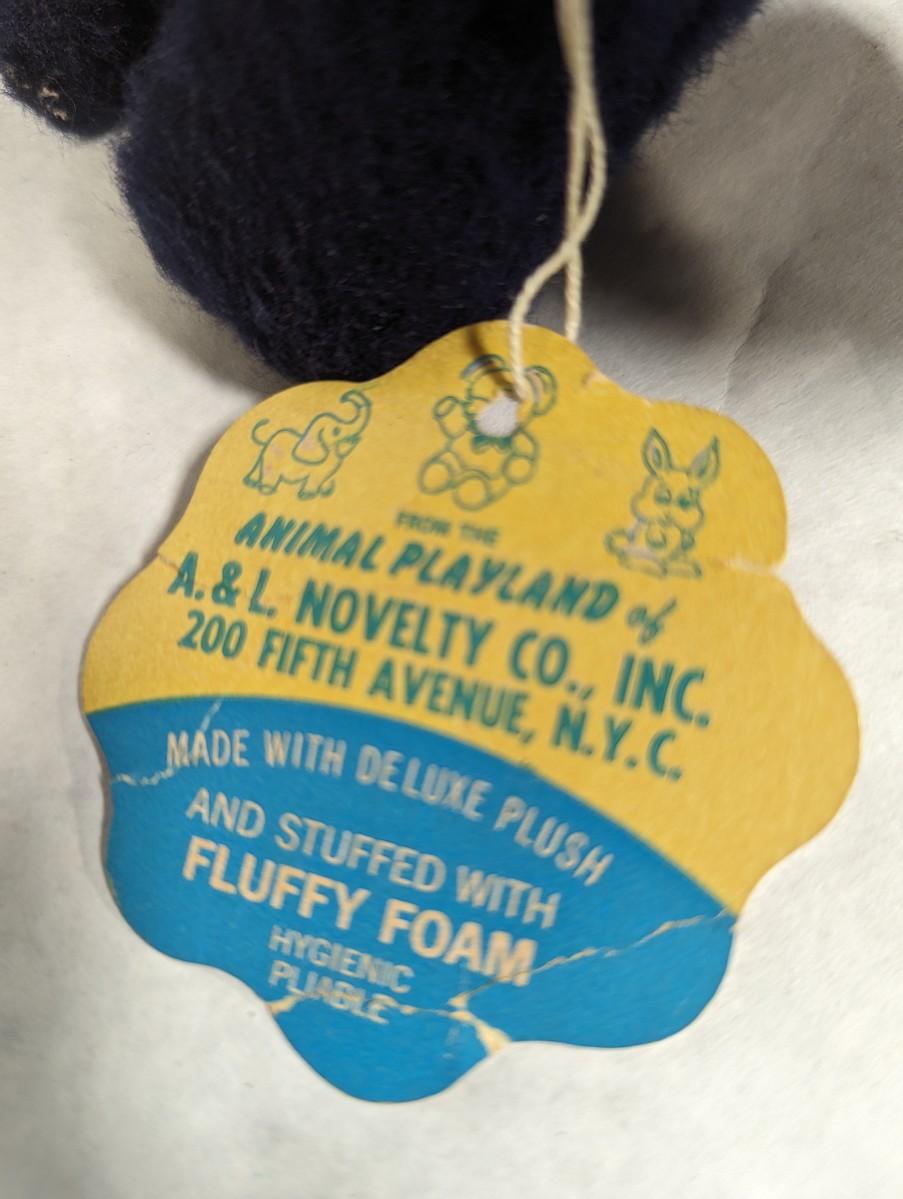 FROM THE
ANIMAL PLAYLAND of
A. & L. NOVELTY CO., INC.
200 FIFTH AVENUE, N.Y.C.
MADE WITH DELUXE PLUSH
AND STUFFED WITH
FLUFFY FOAM
HYGIENIC
PLIABLE